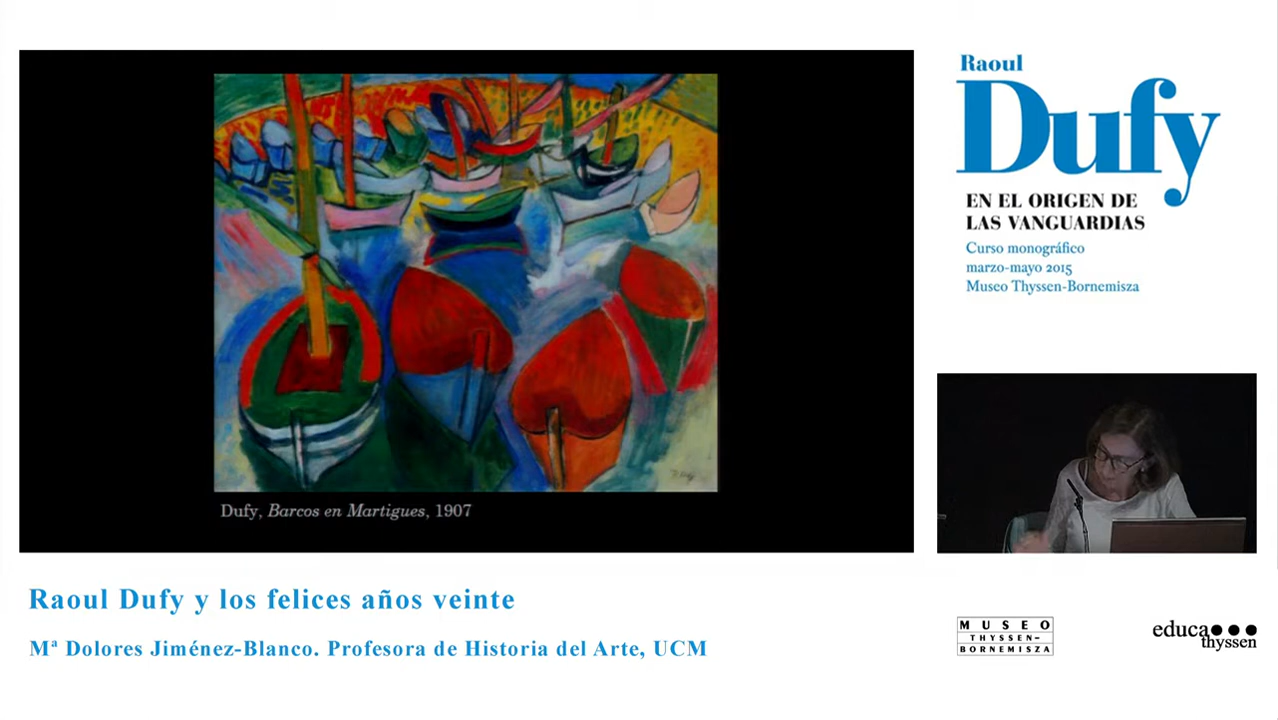 Raoul
Dufy
EN EL ORIGEN DE
LAS VANGUARDIAS
Curso monográfico
marzo-mayo 2015
Museo Thyssen-Bornemisza
Dufy, Barcos en Martigues, 1907
Raoul Dufy y los felices años veinte
Mª Dolores Jiménez-Blanco. Profesora de Historia del Arte, UCM
MUSEO
THYSSEN-
BORNEMISZA
educa
thyssen